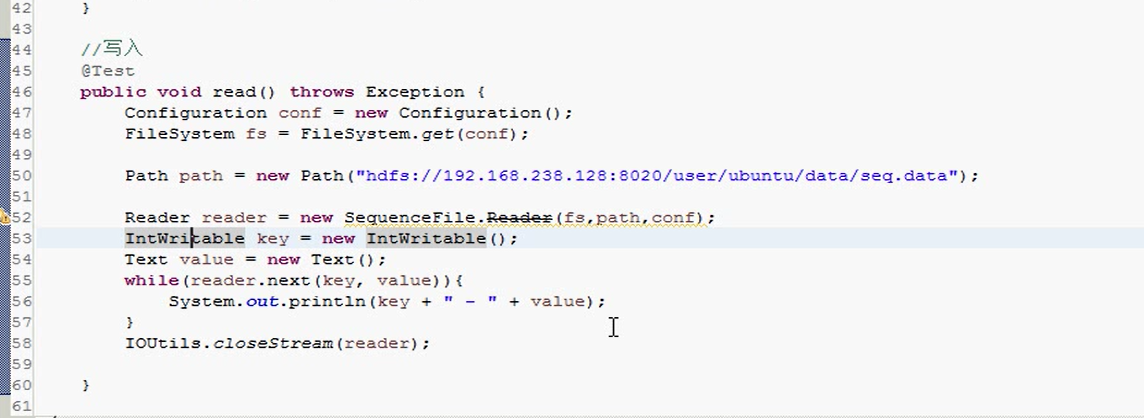 42 }
43
44 //写入
45 @Test
46 public void read() throws Exception {
47 Configuration conf = new Configuration();
48 FileSystem fs = FileSystem.get(conf);
49
50 Path path = new Path("hdfs://192.168.238.128:8020/user/ubuntu/data/seq.data");
51
52 Reader reader = new SequenceFile.Reader(fs,path,conf);
53 IntWritable key = new IntWritable();
54 Text value = new Text();
55 while(reader.next(key, value)){
56 System.out.println(key + " - " + value);
57 }
58 IOUtils.closeStream(reader);
59
60 }
61